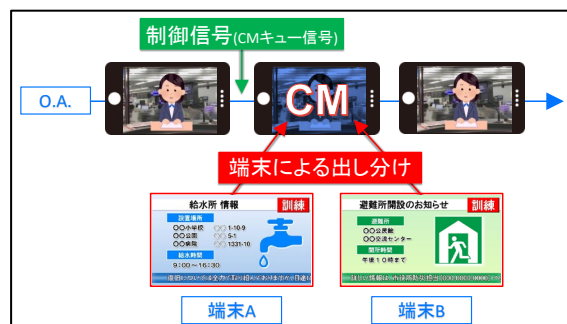 制御信号(CMキュー信号)
O.A.
CM
端末による出し分け
給水所 情報
訓練
設置場所
〇〇小学校 〇〇 1-10-9
〇〇公園 〇〇 5-1
〇〇病院 〇〇 1331-10
給水時間
9:00～16:30
避難所開設のお知らせ
訓練
避難所
〇〇公民館
〇〇交流センター
開所時間
午後10時まで
端末A
端末B